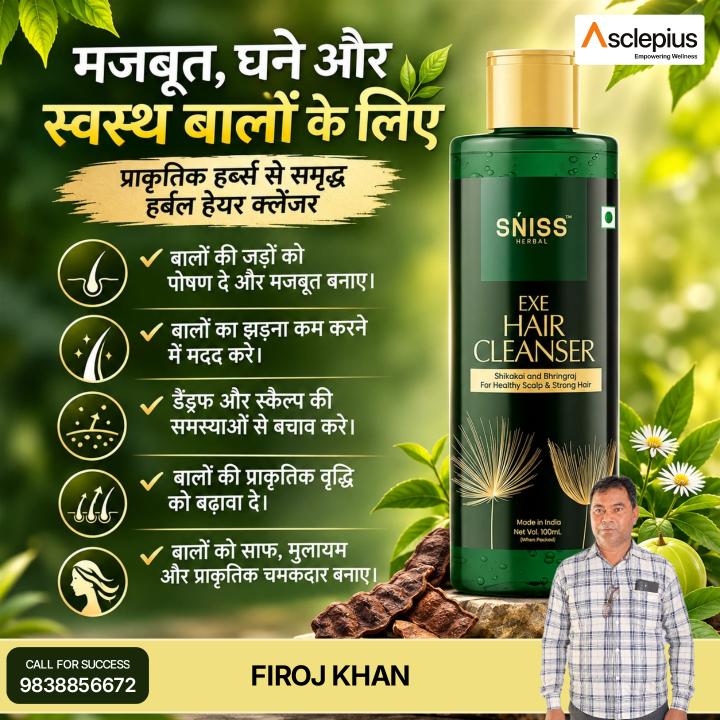 Asclepius
Empowering Wellness
मजबूत, घने और
स्वस्थ बालों के लिए
प्राकृतिक हर्ब्स से समृद्ध
हर्बल हेयर क्लेंजर
बालों की जड़ों को
पोषण दे और मजबूत बनाए।
बालों का झड़ना कम करने
में मदद करे।
डैंड्रफ और स्कैल्प की
समस्याओं से बचाव करे।
बालों की प्राकृतिक वृद्धि
को बढ़ावा दे।
बालों को साफ, मुलायम
और प्राकृतिक चमकदार बनाए।
SNISS™
HERBAL
EXE
HAIR
CLEANSER
Shikakai and Bhringraj
For Healthy Scalp & Strong Hair
Made in India
Net Vol. 100ml.
(When Packed)
CALL FOR SUCCESS
9838856672
FIROJ KHAN